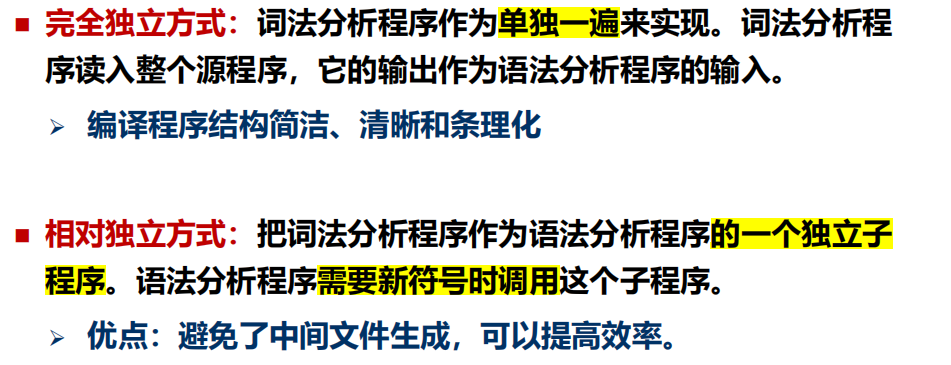 完全独立方式：词法分析程序作为单独一遍来实现。词法分析程
序读入整个源程序，它的输出作为语法分析程序的输入。
编译程序结构简洁、清晰和条理化
相对独立方式：把词法分析程序作为语法分析程序的一个独立子
程序。语法分析程序需要新符号时调用这个子程序。
优点：避免了中间文件生成，可以提高效率。